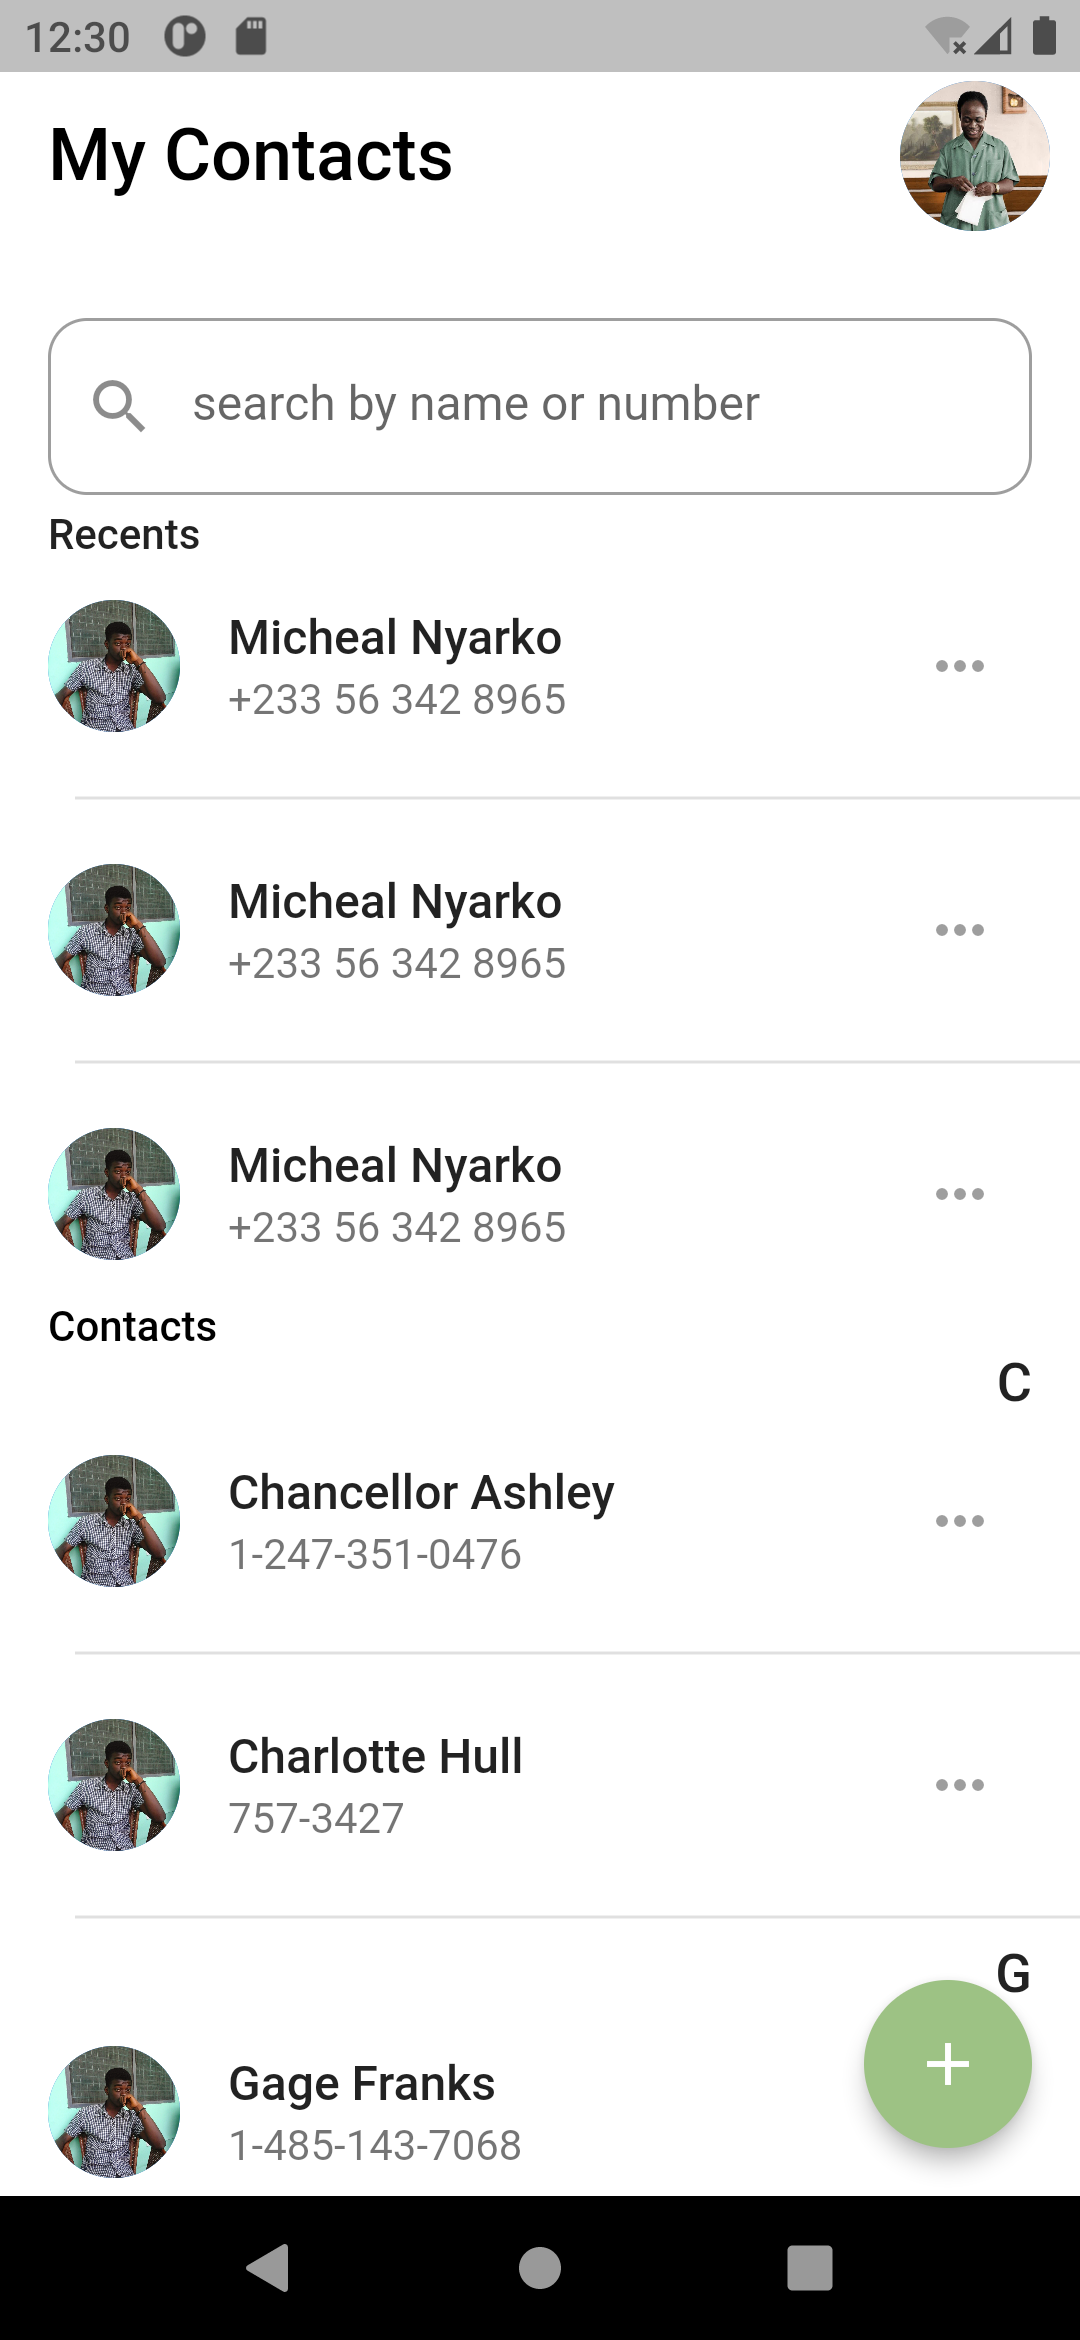 12:30
My Contacts
search by name or number
Recents
Micheal Nyarko
+233 56 342 8965
Micheal Nyarko
+233 56 342 8965
Micheal Nyarko
+233 56 342 8965
Contacts
C
Chancellor Ashley
1-247-351-0476
Charlotte Hull
757-3427
G
Gage Franks
1-485-143-7068